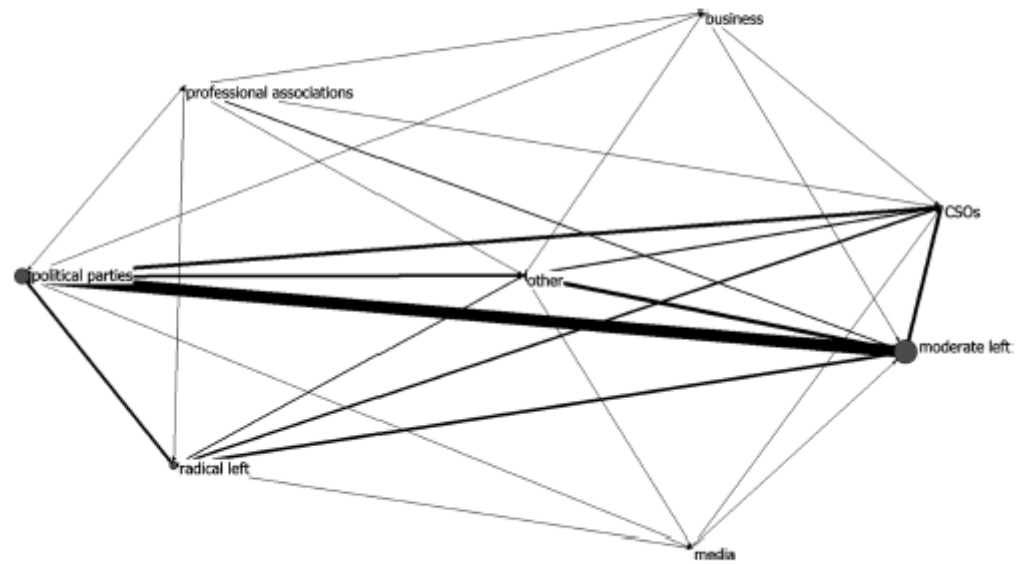 business
professional associations
CSOs
political parties
other
moderate left
radical left
media